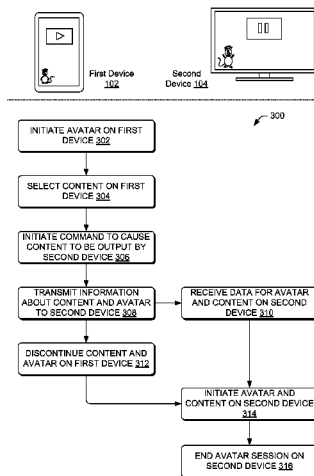 First Device
102
Second
Device 104
300
INITIATE AVATAR ON FIRST
DEVICE 302
SELECT CONTENT ON FIRST
DEVICE 304
INITIATE COMMAND TO CAUSE
CONTENT TO BE OUTPUT BY
SECOND DEVICE 306
TRANSMIT INFORMATION
ABOUT CONTENT AND AVATAR
TO SECOND DEVICE 308
RECEIVE DATA FOR AVATAR
AND CONTENT ON SECOND
DEVICE 310
DISCONTINUE CONTENT AND
AVATAR ON FIRST DEVICE 312
INITIATE AVATAR AND
CONTENT ON SECOND DEVICE
314
END AVATAR SESSION ON
SECOND DEVICE 316